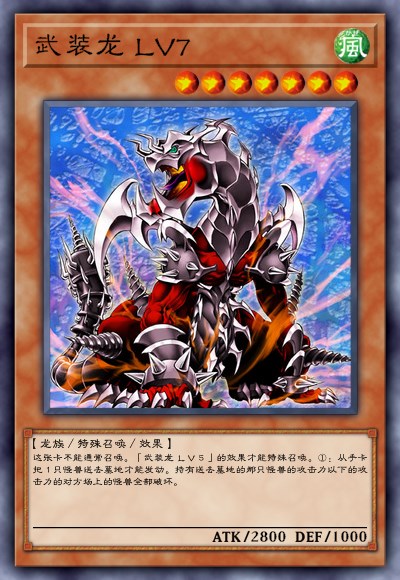 武装龙 LV7
風
【龙族／特殊召唤／效果】
这张卡不能通常召唤。「武装龙 LV5」的效果才能特殊召唤。①：从手卡
把1只怪兽送去墓地才能发动。持有送去墓地的那只怪兽的攻击力以下的攻
击力的对方场上的怪兽全部破坏。
ATK/2800 DEF/1000